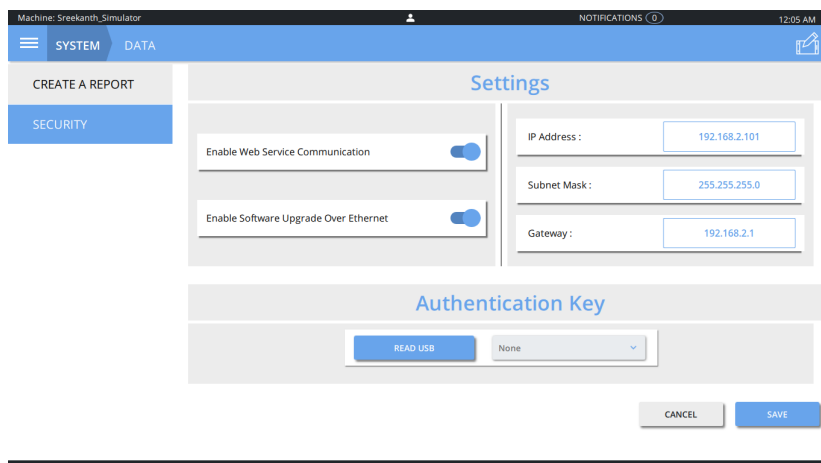 Machine: Sreekanth_Simulator NOTIFICATIONS 0 12:05 AM
SYSTEM DATA
CREATE A REPORT
SECURITY
Settings
Enable Web Service Communication
Enable Software Upgrade Over Ethernet
IP Address : 192.168.2.101
Subnet Mask : 255.255.255.0
Gateway : 192.168.2.1
Authentication Key
READ USB None
CANCEL SAVE